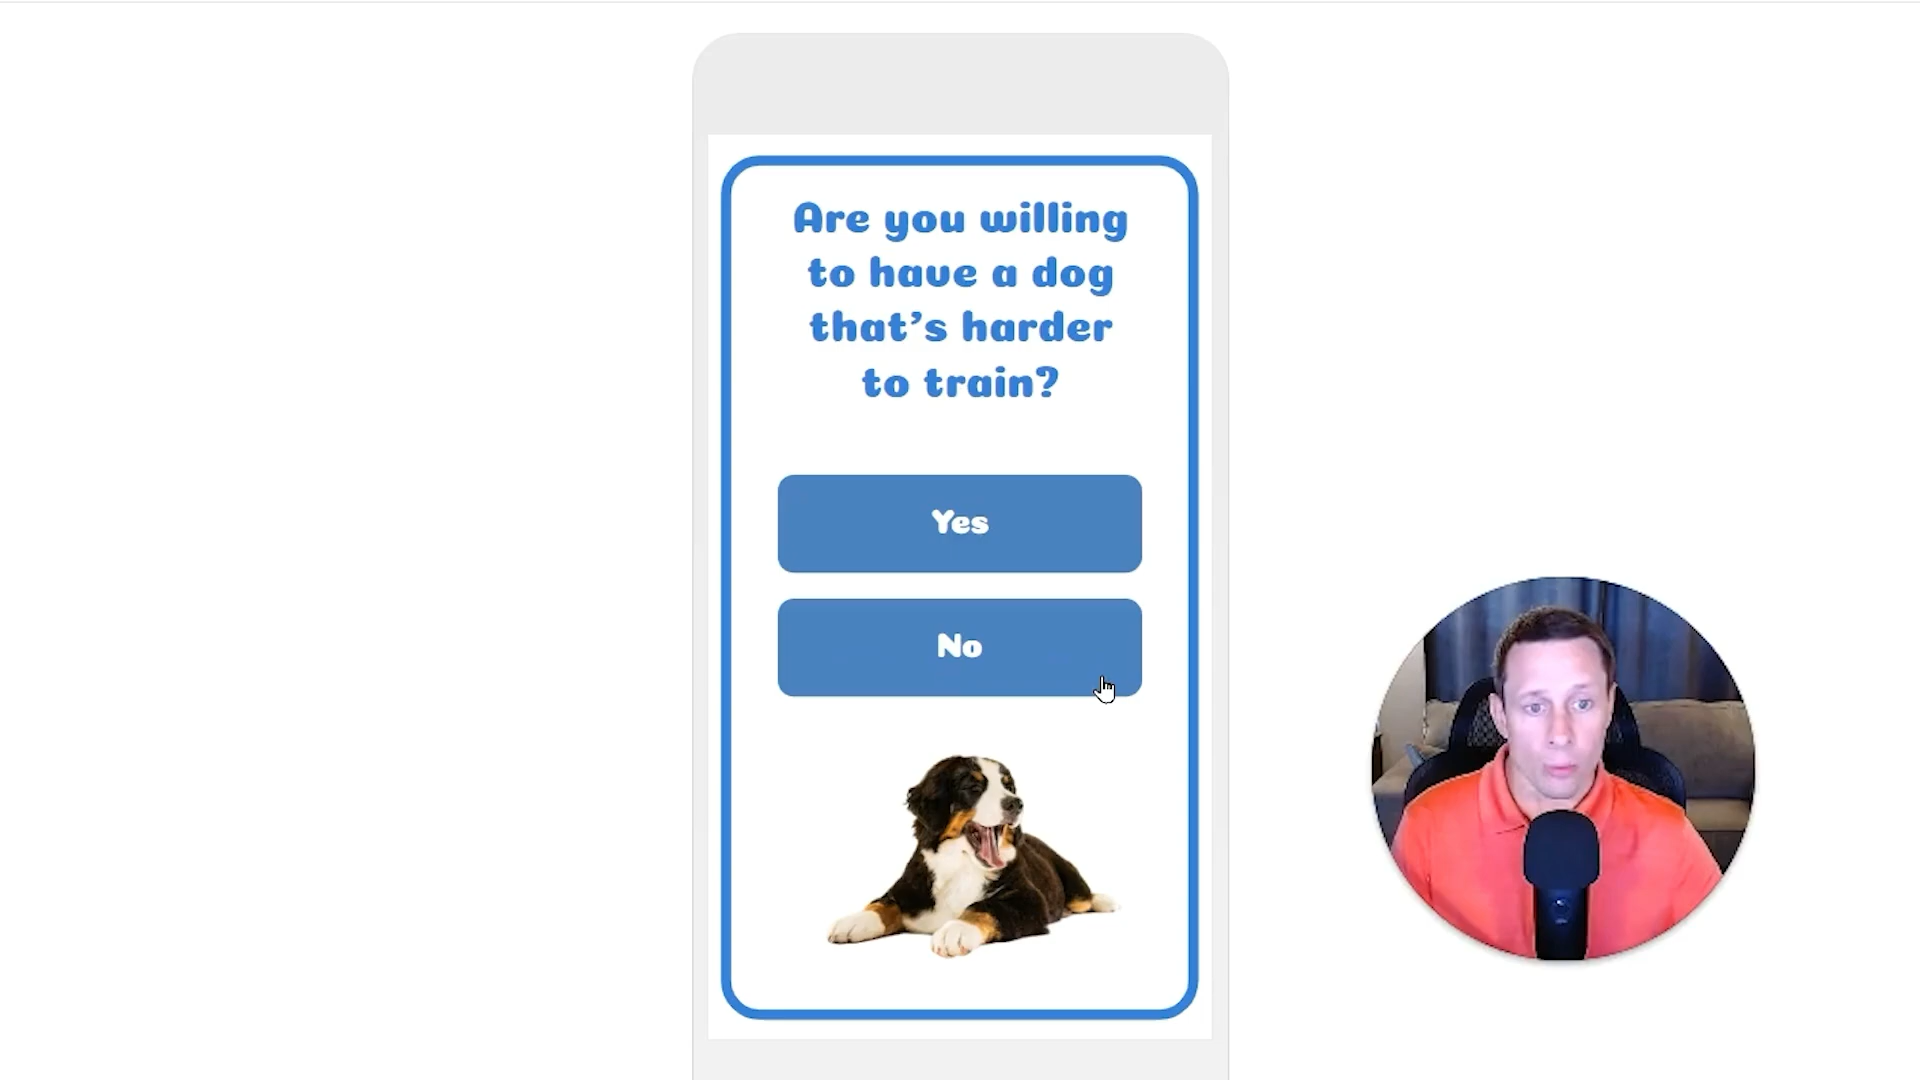 Are you willing
to have a dog
that’s harder
to train?
Yes
No